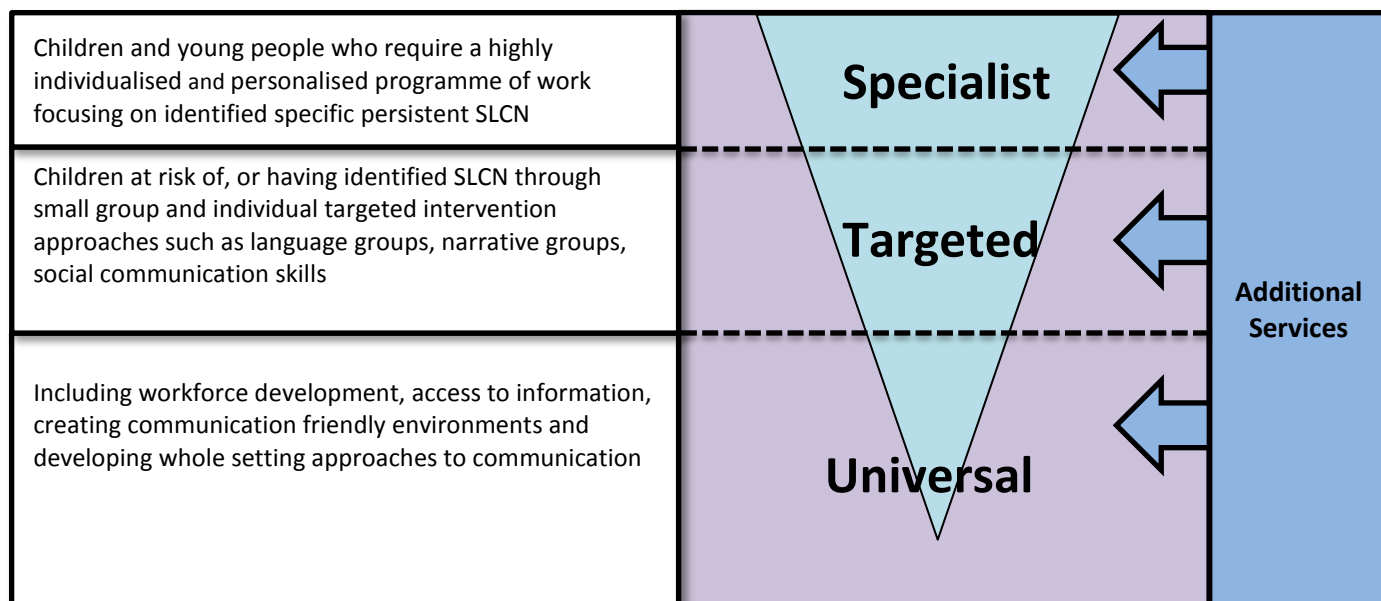 Children and young people who require a highly
individualised and personalised programme of work
focusing on identified specific persistent SLCN
Specialist
Children at risk of, or having identified SLCN through
small group and individual targeted intervention
approaches such as language groups, narrative groups,
social communication skills
Targeted
Additional
Services
Including workforce development, access to information,
creating communication friendly environments and
developing whole setting approaches to communication
Universal